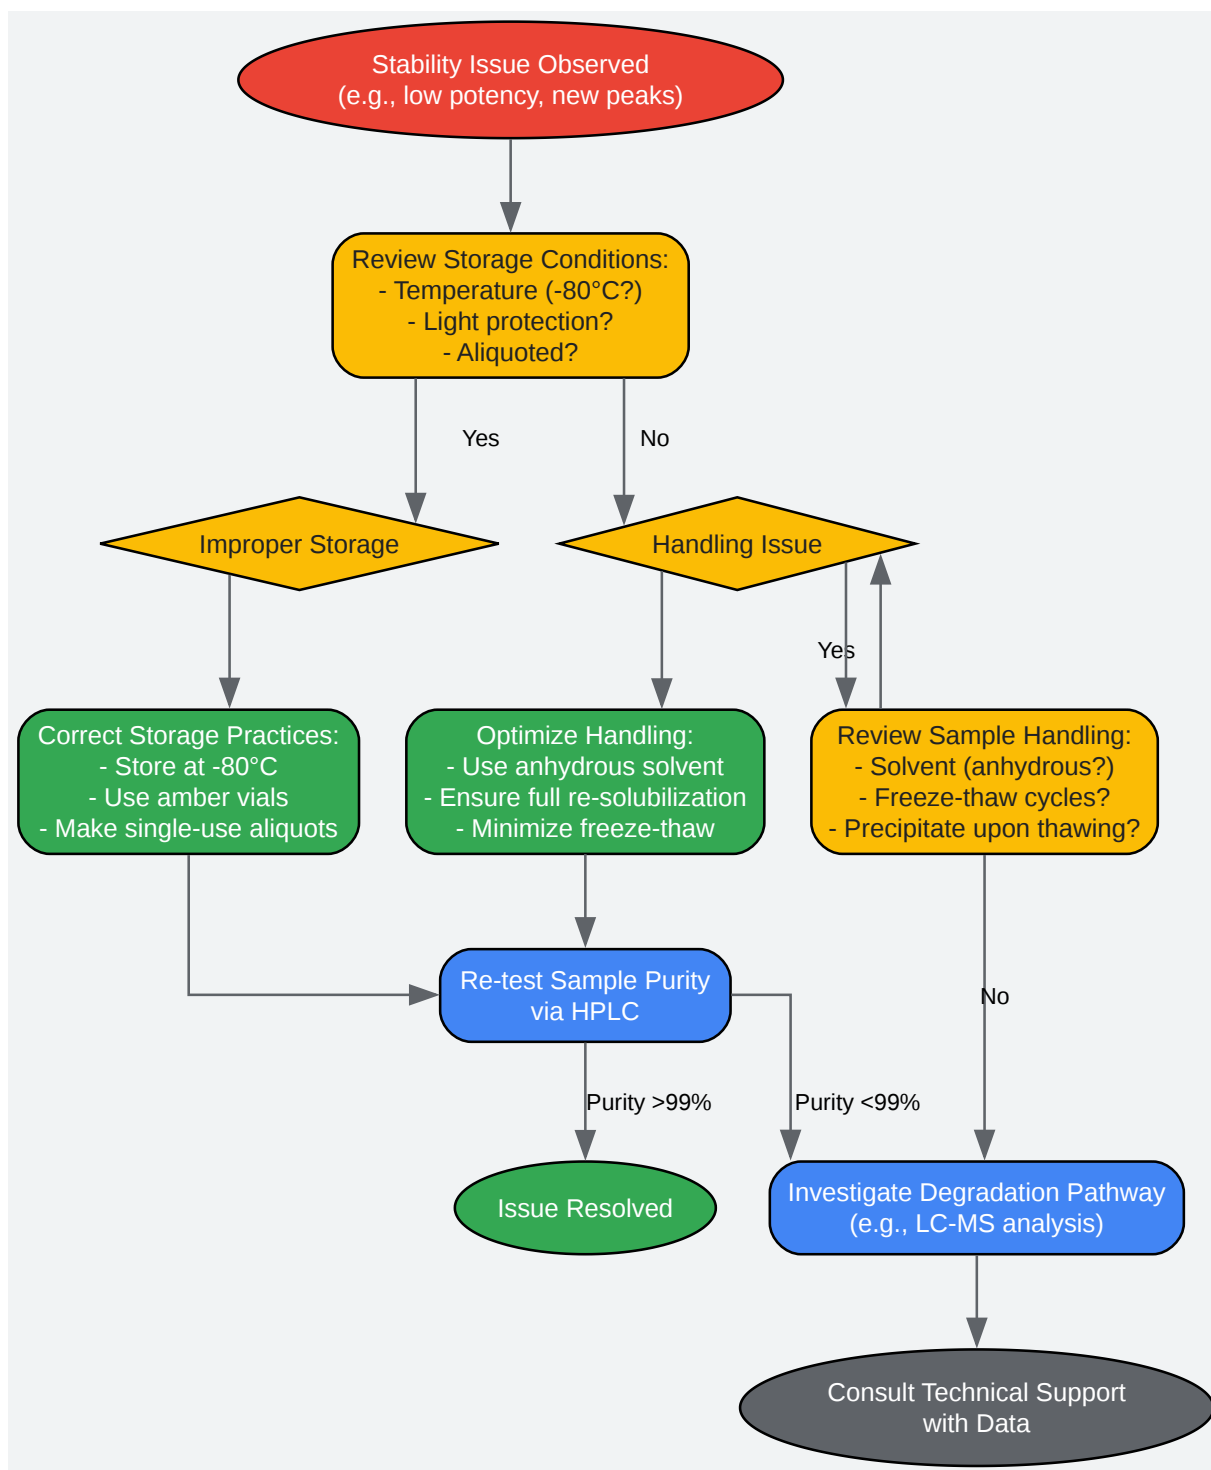 Stability Issue Observed
(e.g., low potency, new peaks)
Review Storage Conditions:
- Temperature (-80°C?)
- Light protection?
- Aliquoted?
Yes
No
Improper Storage
Handling Issue
Yes
Correct Storage Practices:
- Store at -80°C
- Use amber vials
- Make single-use aliquots
Optimize Handling:
- Use anhydrous solvent
- Ensure full re-solubilization
- Minimize freeze-thaw
Review Sample Handling:
- Solvent (anhydrous?)
- Freeze-thaw cycles?
- Precipitate upon thawing?
Re-test Sample Purity
via HPLC
No
Purity >99%
Purity <99%
Issue Resolved
Investigate Degradation Pathway
(e.g., LC-MS analysis)
Consult Technical Support
with Data